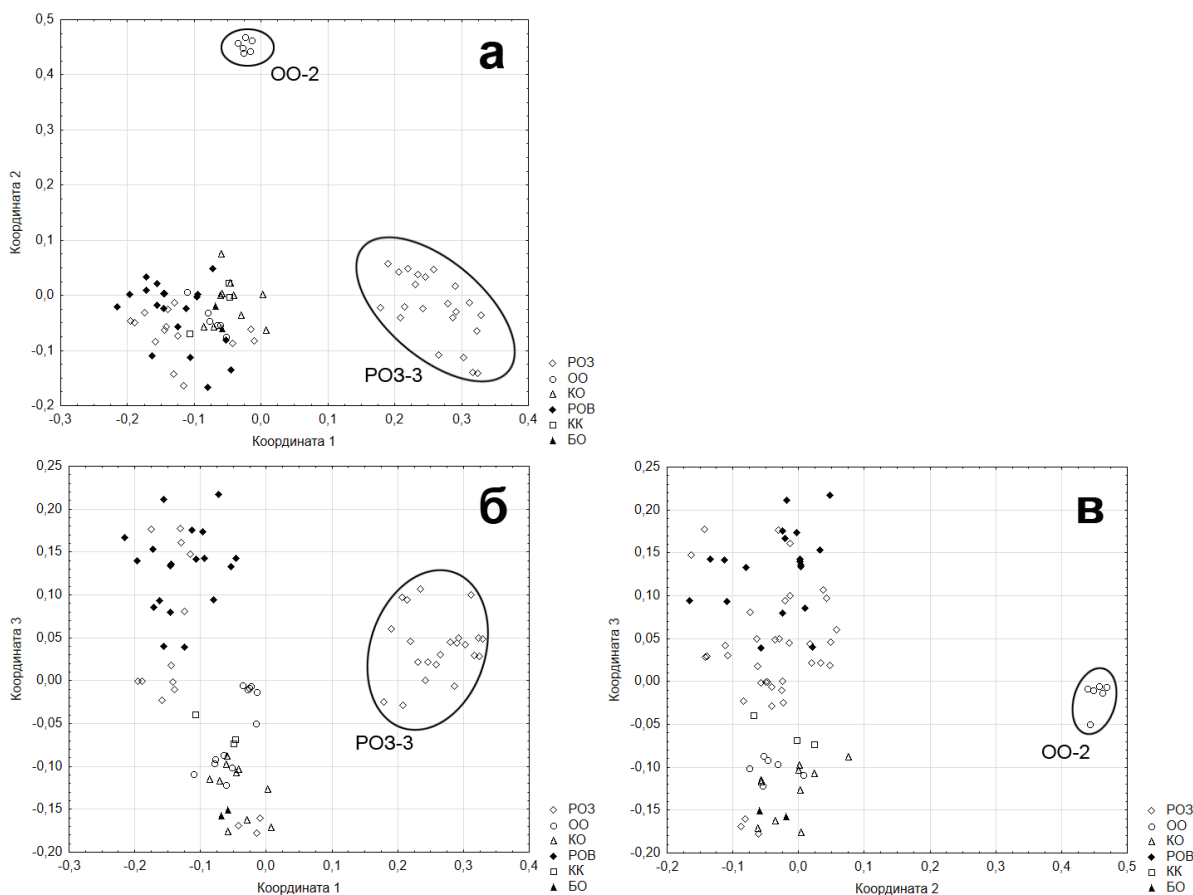 а
0,5
0,4
0,3
0,2
0,1
0,0
-0,1
-0,2
Координата 2
ОО-2
РОЗ-3
-0,3 -0,2 -0,1 0,0 0,1 0,2 0,3 0,4
Координата 1
РОЗ
ОО
КО
РОВ
КК
БО
б
0,25
0,20
0,15
0,10
0,05
0,00
-0,05
-0,10
-0,15
-0,20
Координата 3
РОЗ-3
-0,3 -0,2 -0,1 0,0 0,1 0,2 0,3 0,4
Координата 1
РОЗ
ОО
КО
РОВ
КК
БО
в
0,25
0,20
0,15
0,10
0,05
0,00
-0,05
-0,10
-0,15
-0,20
Координата 3
ОО-2
-0,2 -0,1 0,0 0,1 0,2 0,3 0,4 0,5
Координата 2
РОЗ
ОО
КО
РОВ
КК
БО